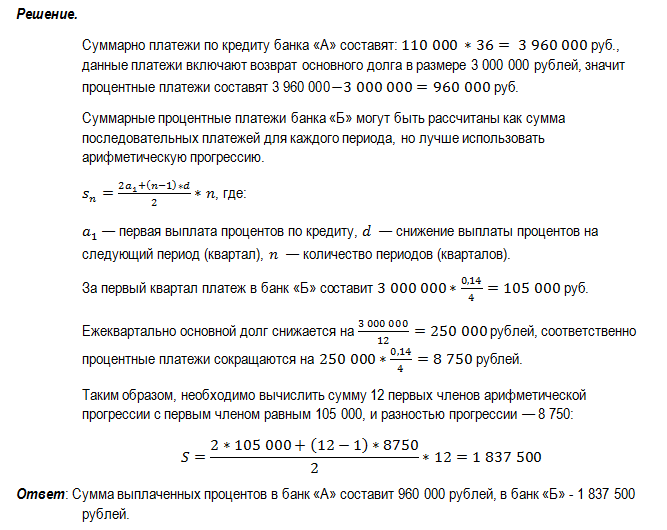 Решение.
Суммарно платежи по кредиту банка «А» составят: 110 000 * 36 = 3 960 000 руб.,
данные платежи включают возврат основного долга в размере 3 000 000 рублей, значит
процентные платежи составят 3 960 000−3 000 000 = 960 000 руб.
Суммарные процентные платежи банка «Б» могут быть рассчитаны как сумма
последовательных платежей для каждого периода, но лучше использовать
арифметическую прогрессию.
sₙ = (2a₁+(n−1)*d)/2 * n, где:
a₁ — первая выплата процентов по кредиту, d — снижение выплаты процентов на
следующий период (квартал), n — количество периодов (кварталов).
За первый квартал платеж в банк «Б» составит 3 000 000 * 0,14/4 = 105 000 руб.
Ежеквартально основной долг снижается на 3 000 000/12 = 250 000 рублей, соответственно
процентные платежи сокращаются на 250 000 * 0,14/4 = 8 750 рублей.
Таким образом, необходимо вычислить сумму 12 первых членов арифметической
прогрессии с первым членом равным 105 000, и разностью прогрессии — 8 750:
S = (2 * 105 000 + (12 − 1) * 8750)/2 * 12 = 1 837 500
Ответ: Сумма выплаченных процентов в банк «А» составит 960 000 рублей, в банк «Б» - 1 837 500
рублей.